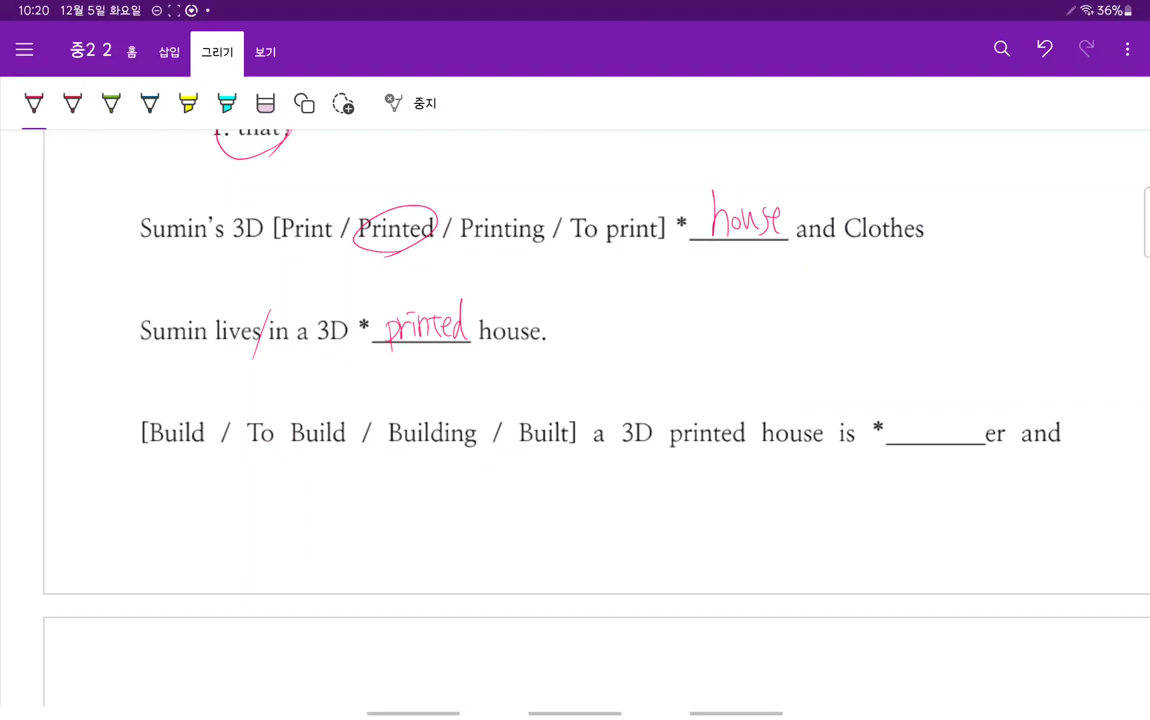 10:20 12월 5일 화요일 36%
중2 2 홈 삽입 그리기 보기
중지
1. that?
Sumin's 3D [Print / Printed / Printing / To print] * house and Clothes
Sumin lives/in a 3D * printed house.
[Build / To Build / Building / Built] a 3D printed house is *________er and